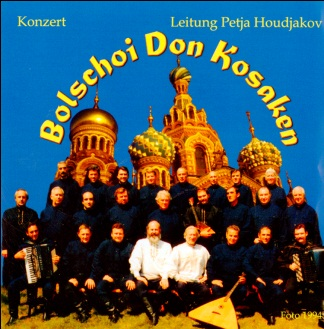 Konzert Leitung Petja Houdjakov
Bolschoi Don Kosaken
Foto 1994